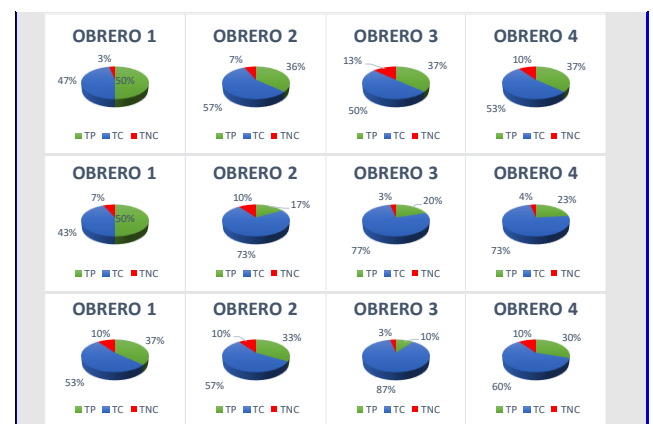 OBRERO 1
3%
47%
50%
TP TC TNC
OBRERO 2
7%
36%
57%
TP TC TNC
OBRERO 3
13%
37%
50%
TP TC TNC
OBRERO 4
10%
37%
53%
TP TC TNC
OBRERO 1
7%
50%
43%
TP TC TNC
OBRERO 2
10%
17%
73%
TP TC TNC
OBRERO 3
3%
20%
77%
TP TC TNC
OBRERO 4
4%
23%
73%
TP TC TNC
OBRERO 1
10%
37%
53%
TP TC TNC
OBRERO 2
10%
33%
57%
TP TC TNC
OBRERO 3
3%
10%
87%
TP TC TNC
OBRERO 4
10%
30%
60%
TP TC TNC